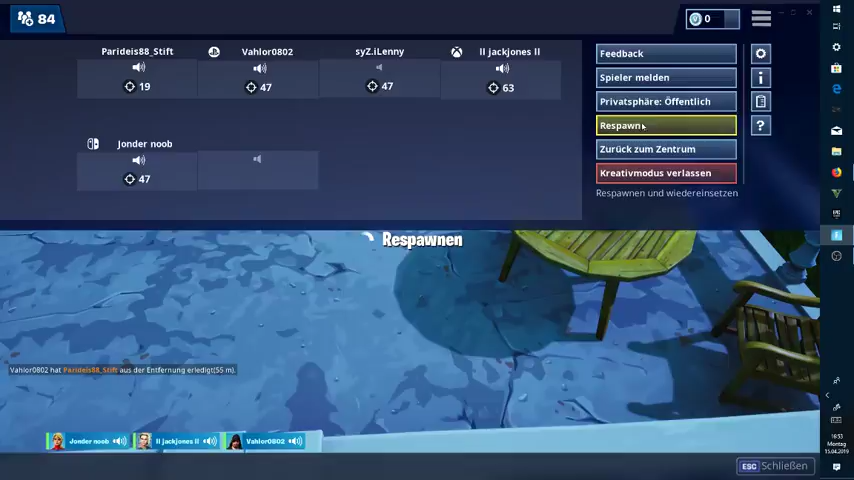 84
0
Parideis88_Stift
Vahlor0802
syZ.iLenny
II jackjones II
19
47
47
63
Jonder noob
47
Feedback
Spieler melden
Privatsphäre: Öffentlich
Respawn
Zurück zum Zentrum
Kreativmodus verlassen
Respawnen und wiedereinsetzen
Respawnen
Vahlor0802 hat Parideis88_Stift aus der Entfernung erledigt(55 m).
Jonder noob
II jackjones II
Vahlor0802
ESC Schließen
16:53
Montag
15.04.2019